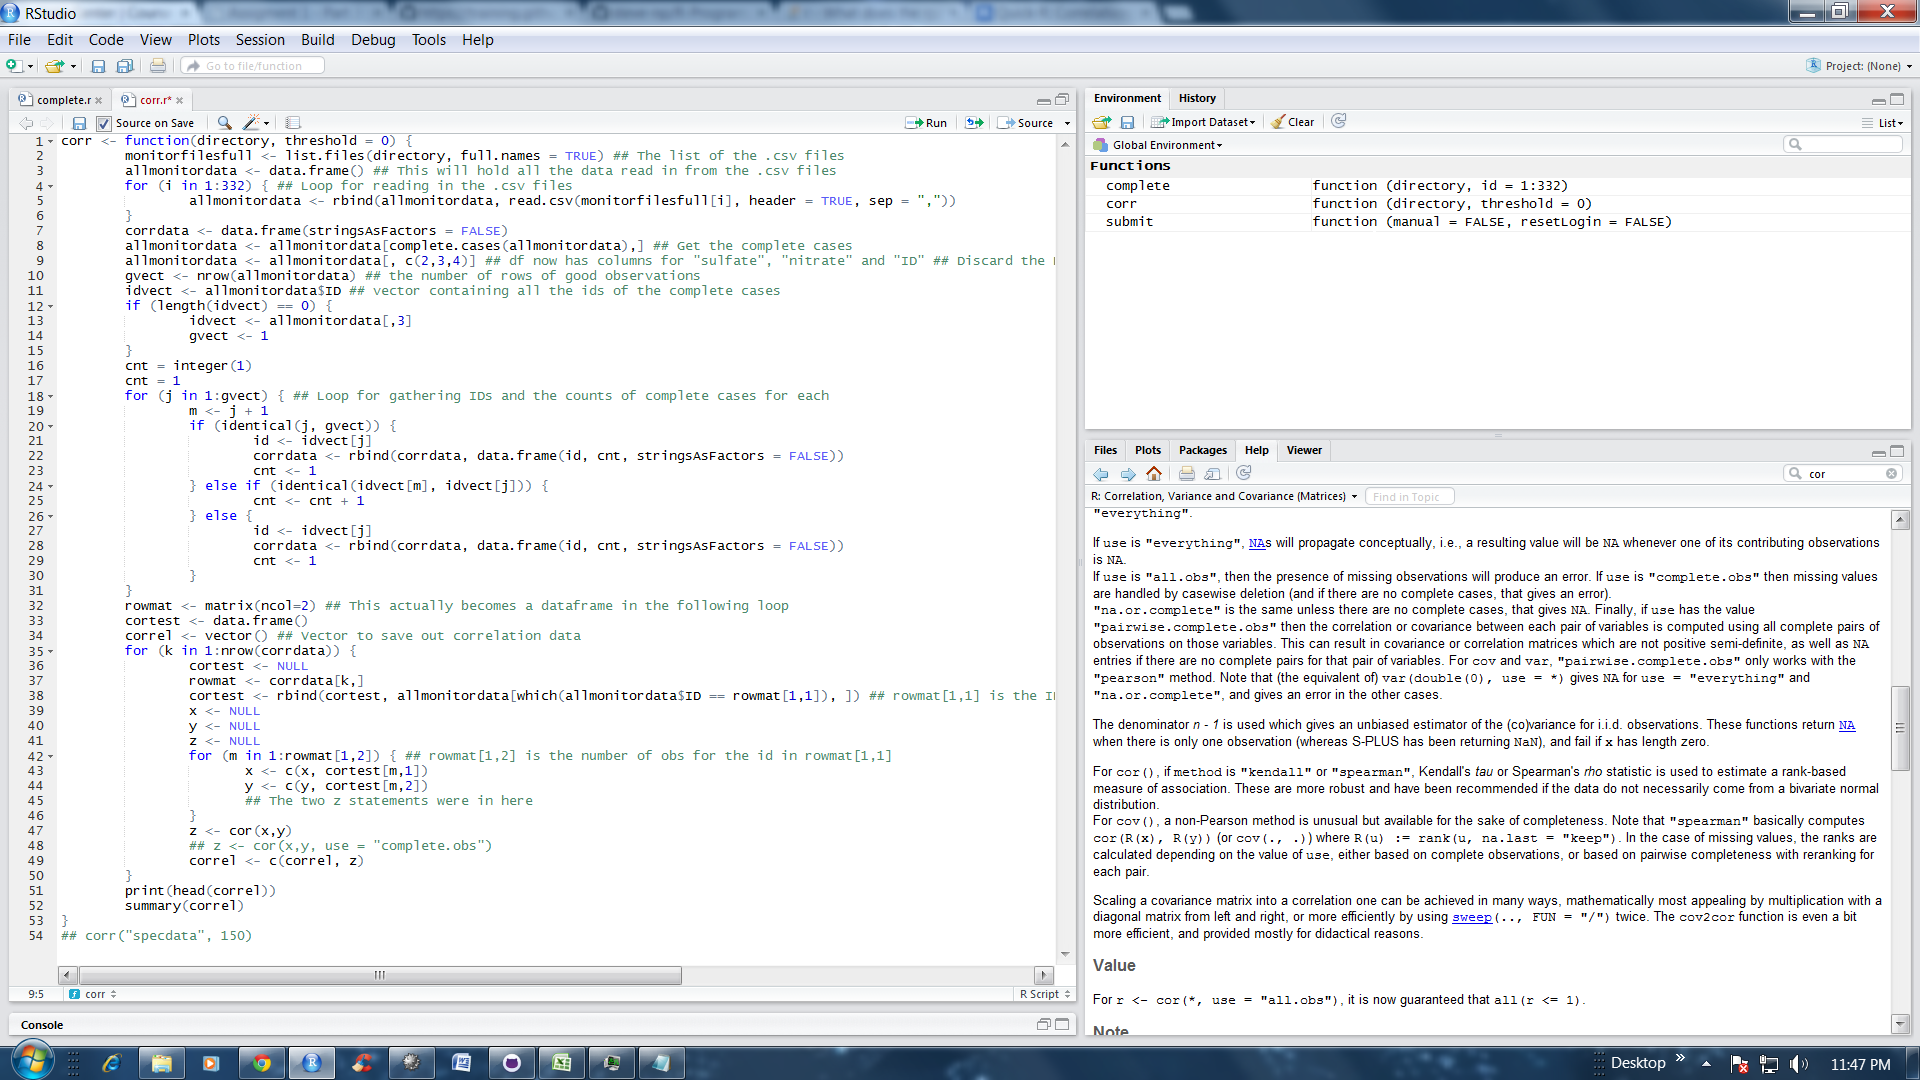 RStudio
File Edit Code View Plots Session Build Debug Tools Help
Go to file/function
Project: (None)
complete.r
corr.r*
Source on Save
Run
Source
1 corr <- function(directory, threshold = 0) {
2 monitorfilesfull <- list.files(directory, full.names = TRUE) ## The list of the .csv files
3 allmonitordata <- data.frame() ## This will hold all the data read in from the .csv files
4 for (i in 1:332) { ## Loop for reading in the .csv files
5 allmonitordata <- rbind(allmonitordata, read.csv(monitorfilesfull[i], header = TRUE, sep = ","))
6 }
7 corrdata <- data.frame(stringsAsFactors = FALSE)
8 allmonitordata <- allmonitordata[complete.cases(allmonitordata),] ## Get the complete cases
9 allmonitordata <- allmonitordata[, c(2,3,4)] ## df now has columns for "sulfate", "nitrate" and "ID" ## Discard the
10 gvect <- nrow(allmonitordata) ## the number of rows of good observations
11 idvect <- allmonitordata$ID ## vector containing all the ids of the complete cases
12 if (length(idvect) == 0) {
13 idvect <- allmonitordata[,3]
14 gvect <- 1
15 }
16 cnt = integer(1)
17 cnt = 1
18 for (j in 1:gvect) { ## Loop for gathering IDs and the counts of complete cases for each
19 m <- j + 1
20 if (identical(j, gvect)) {
21 id <- idvect[j]
22 corrdata <- rbind(corrdata, data.frame(id, cnt, stringsAsFactors = FALSE))
23 cnt <- 1
24 } else if (identical(idvect[m], idvect[j])) {
25 cnt <- cnt + 1
26 } else {
27 id <- idvect[j]
28 corrdata <- rbind(corrdata, data.frame(id, cnt, stringsAsFactors = FALSE))
29 cnt <- 1
30 }
31 }
32 rowmat <- matrix(ncol=2) ## This actually becomes a dataframe in the following loop
33 cortest <- data.frame()
34 correl <- vector() ## Vector to save out correlation data
35 for (k in 1:nrow(corrdata)) {
36 cortest <- NULL
37 rowmat <- corrdata[k,]
38 cortest <- rbind(cortest, allmonitordata[which(allmonitordata$ID == rowmat[1,1]), ]) ## rowmat[1,1] is the
39 x <- NULL
40 y <- NULL
41 z <- NULL
42 for (m in 1:rowmat[1,2]) { ## rowmat[1,2] is the number of obs for the id in rowmat[1,1]
43 x <- c(x, cortest[m,1])
44 y <- c(y, cortest[m,2])
45 ## The two z statements were in here
46 }
47 z <- cor(x,y)
48 ## z <- cor(x,y, use = "complete.obs")
49 correl <- c(correl, z)
50 }
51 print(head(correl))
52 summary(correl)
53 }
54 ## corr("specdata", 150)
9:5 corr R Script
Console
Environment History
Import Dataset Clear List
Global Environment
Functions
complete function (directory, id = 1:332)
corr function (directory, threshold = 0)
submit function (manual = FALSE, resetLogin = FALSE)
Files Plots Packages Help Viewer
cor
R: Correlation, Variance and Covariance (Matrices) Find in Topic
"everything".
If use is "everything", NAs will propagate conceptually, i.e., a resulting value will be NA whenever one of its contributing observations
is NA.
If use is "all.obs", then the presence of missing observations will produce an error. If use is "complete.obs" then missing values
are handled by casewise deletion (and if there are no complete cases, that gives an error).
"na.or.complete" is the same unless there are no complete cases, that gives NA. Finally, if use has the value
"pairwise.complete.obs" then the correlation or covariance between each pair of variables is computed using all complete pairs of
observations on those variables. This can result in covariance or correlation matrices which are not positive semi-definite, as well as NA
entries if there are no complete pairs for that pair of variables. For cov and var, "pairwise.complete.obs" only works with the
"pearson" method. Note that (the equivalent of) var(double(0), use = *) gives NA for use = "everything" and
"na.or.complete", and gives an error in the other cases.
The denominator n - 1 is used which gives an unbiased estimator of the (co)variance for i.i.d. observations. These functions return NA
when there is only one observation (whereas S-PLUS has been returning NaN), and fail if x has length zero.
For cor(), if method is "kendall" or "spearman", Kendall's tau or Spearman's rho statistic is used to estimate a rank-based
measure of association. These are more robust and have been recommended if the data do not necessarily come from a bivariate normal
distribution.
For cov(), a non-Pearson method is unusual but available for the sake of completeness. Note that "spearman" basically computes
cor(R(x), R(y)) (or cov(., .)) where R(u) := rank(u, na.last = "keep"). In the case of missing values, the ranks are
calculated depending on the value of use, either based on complete observations, or based on pairwise completeness with reranking for
each pair.
Scaling a covariance matrix into a correlation one can be achieved in many ways, mathematically most appealing by multiplication with a
diagonal matrix from left and right, or more efficiently by using sweep(.., FUN = "/") twice. The cov2cor function is even a bit
more efficient, and provided mostly for didactical reasons.
Value
For r <- cor(*, use = "all.obs"), it is now guaranteed that all(r <= 1).
Note
Desktop
11:47 PM